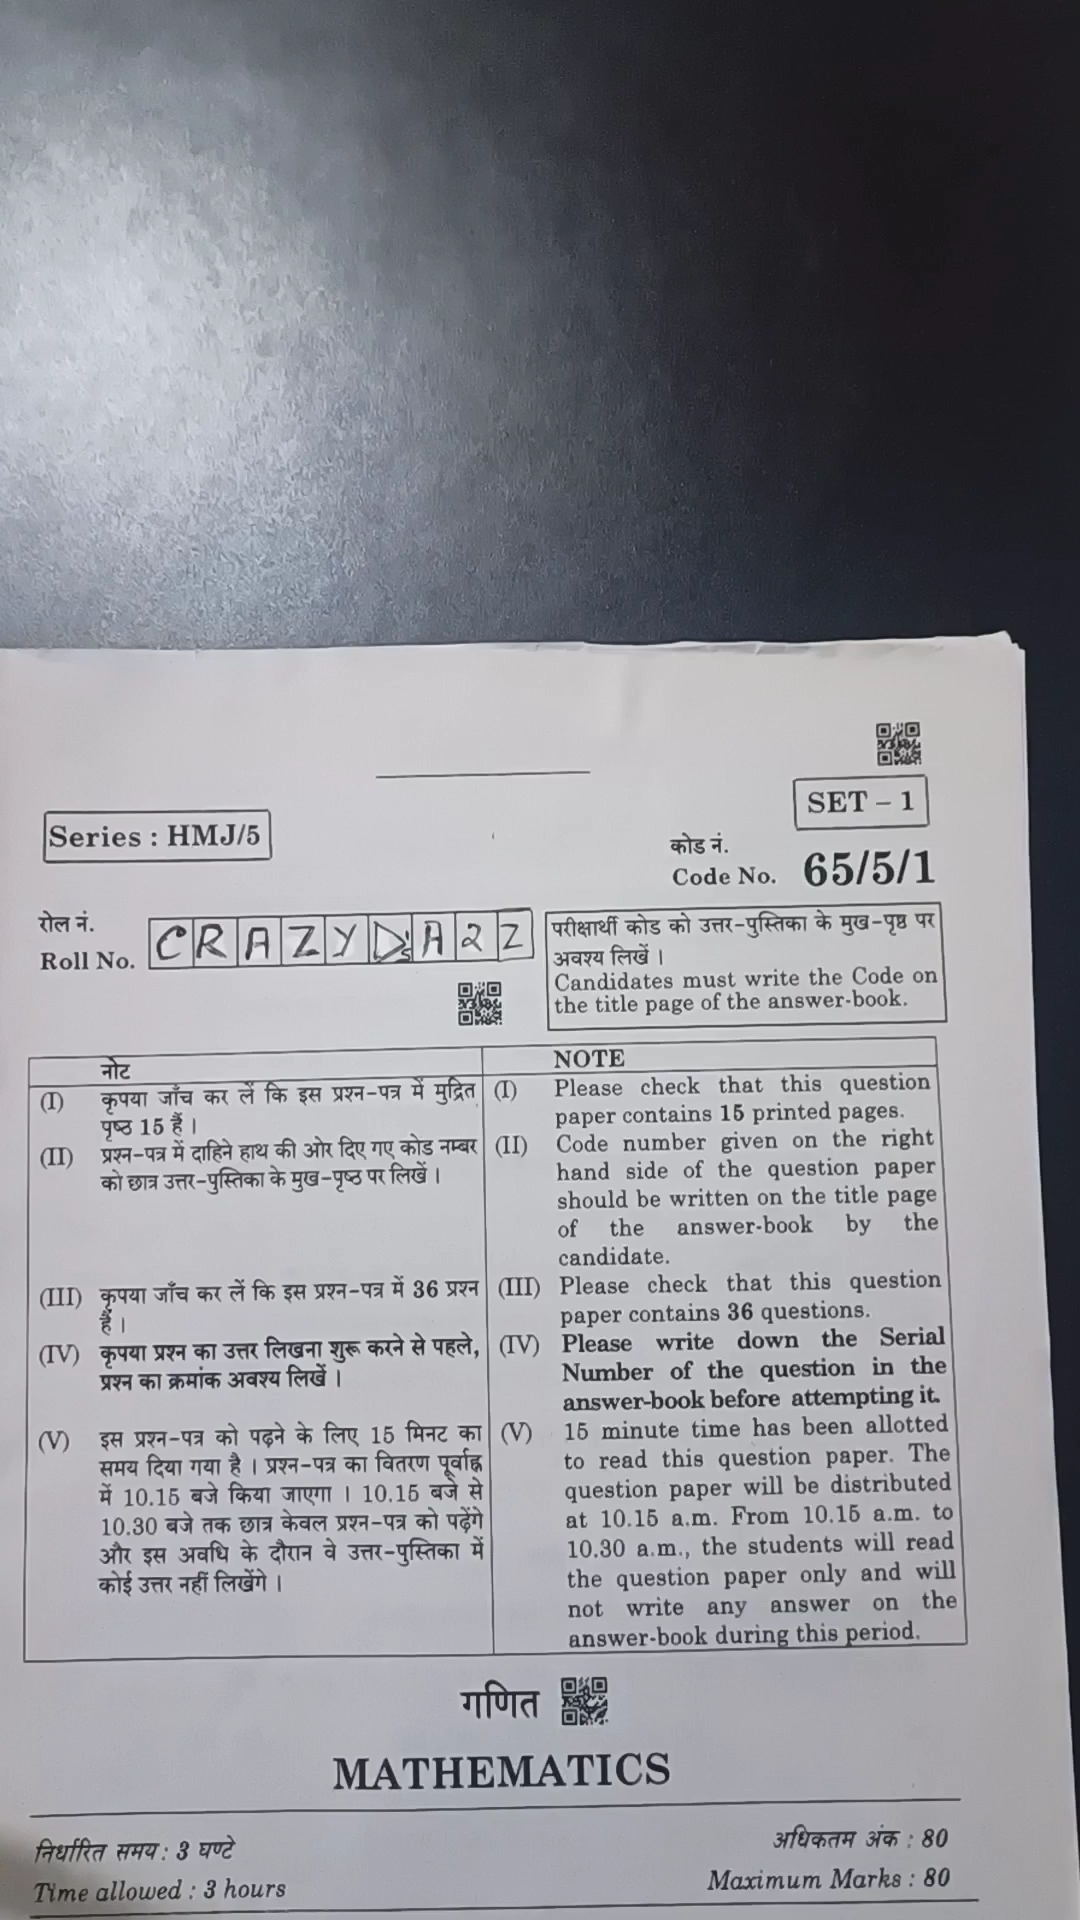 SET – 1
Series : HMJ/5
कोड नं.
Code No. 65/5/1
रोल नं.
Roll No. C R A Z Y A 2 Z
परीक्षार्थी कोड को उत्तर-पुस्तिका के मुख-पृष्ठ पर
अवश्य लिखें ।
Candidates must write the Code on
the title page of the answer-book.
नोट
(I) कृपया जाँच कर लें कि इस प्रश्न-पत्र में मुद्रित
पृष्ठ 15 हैं ।
(II) प्रश्न-पत्र में दाहिने हाथ की ओर दिए गए कोड नम्बर
को छात्र उत्तर-पुस्तिका के मुख-पृष्ठ पर लिखें ।
(III) कृपया जाँच कर लें कि इस प्रश्न-पत्र में 36 प्रश्न
हैं ।
(IV) कृपया प्रश्न का उत्तर लिखना शुरू करने से पहले,
प्रश्न का क्रमांक अवश्य लिखें ।
(V) इस प्रश्न-पत्र को पढ़ने के लिए 15 मिनट का
समय दिया गया है । प्रश्न-पत्र का वितरण पूर्वाह्न
में 10.15 बजे किया जाएगा । 10.15 बजे से
10.30 बजे तक छात्र केवल प्रश्न-पत्र को पढ़ेंगे
और इस अवधि के दौरान वे उत्तर-पुस्तिका में
कोई उत्तर नहीं लिखेंगे ।
NOTE
(I) Please check that this question
paper contains 15 printed pages.
(II) Code number given on the right
hand side of the question paper
should be written on the title page
of the answer-book by the
candidate.
(III) Please check that this question
paper contains 36 questions.
(IV) Please write down the Serial
Number of the question in the
answer-book before attempting it.
(V) 15 minute time has been allotted
to read this question paper. The
question paper will be distributed
at 10.15 a.m. From 10.15 a.m. to
10.30 a.m., the students will read
the question paper only and will
not write any answer on the
answer-book during this period.
गणित
MATHEMATICS
निर्धारित समय : 3 घण्टे
अधिकतम अंक : 80
Time allowed : 3 hours
Maximum Marks : 80